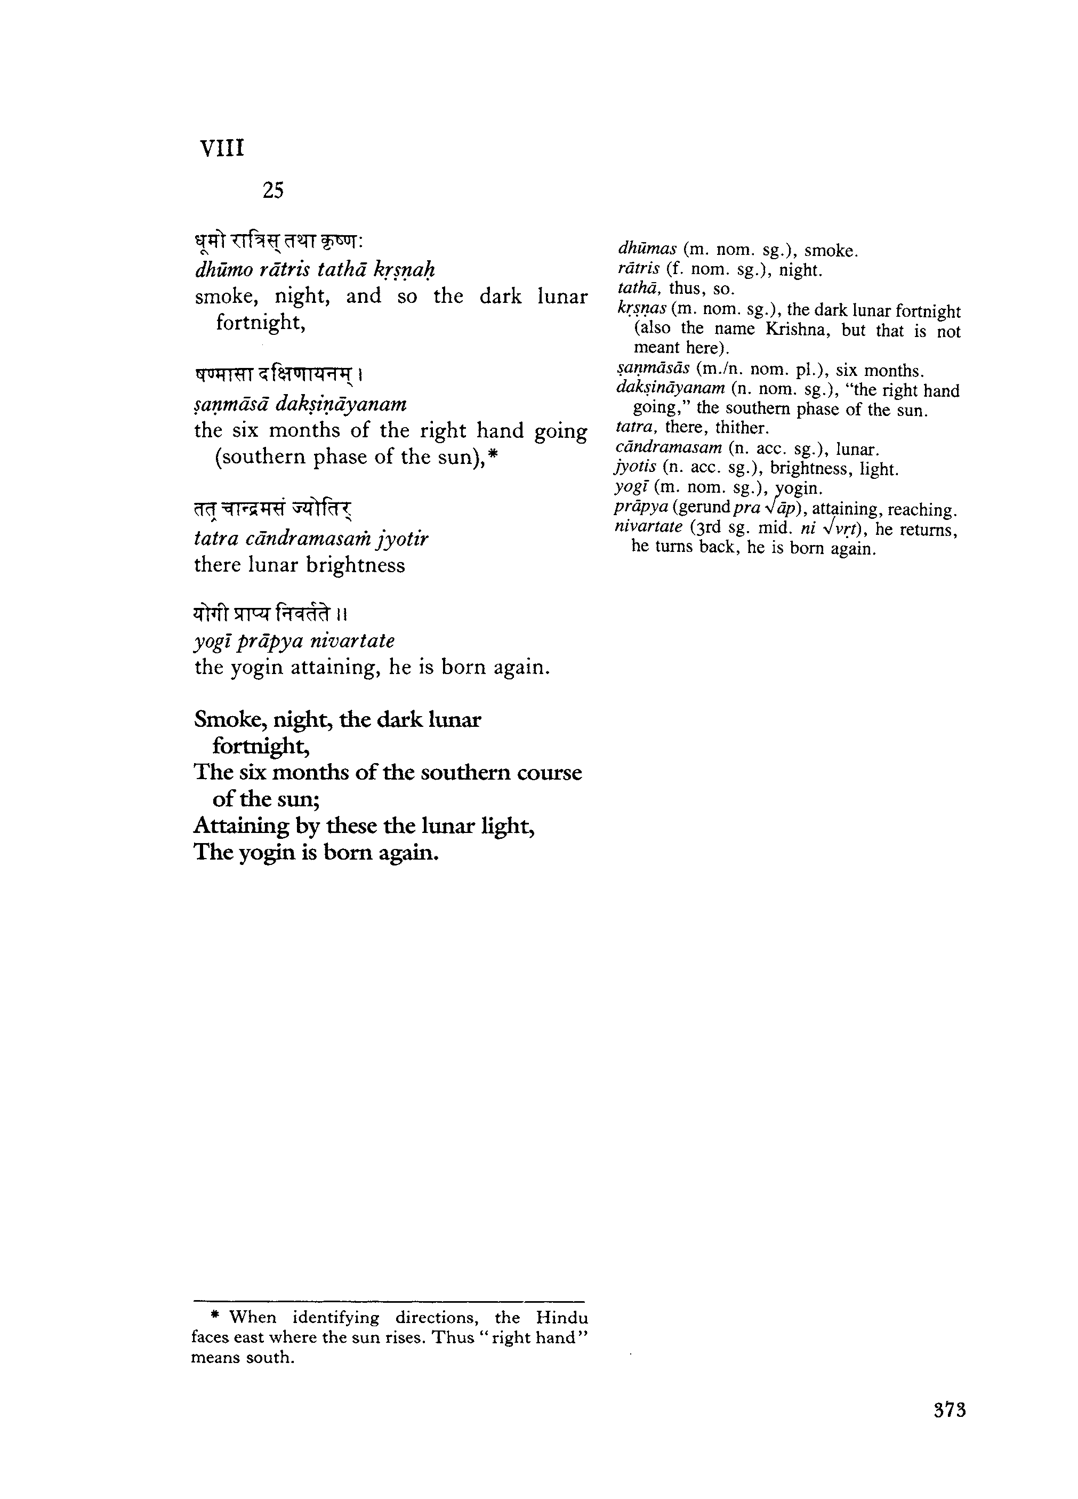 VIII
25
धूमो रात्रिस् तथा कृष्णः
dhūmo rātris tathā kṛṣṇaḥ
smoke, night, and so the dark lunar
fortnight,
षण्मासा दक्षिणायनम् ।
ṣaṇmāsā dakṣiṇāyanam
the six months of the right hand going
(southern phase of the sun),*
तत्र चान्द्रमसं ज्योतिर्
tatra cāndramasaṁ jyotir
there lunar brightness
योगी प्राप्य निवर्तते ॥
yogī prāpya nivartate
the yogin attaining, he is born again.
Smoke, night, the dark lunar
fortnight,
The six months of the southern course
of the sun;
Attaining by these the lunar light,
The yogin is born again.
dhūmas (m. nom. sg.), smoke.
rātris (f. nom. sg.), night.
tathā, thus, so.
kṛṣṇas (m. nom. sg.), the dark lunar fortnight
(also the name Krishna, but that is not
meant here).
ṣaṇmāsās (m./n. nom. pl.), six months.
dakṣināyanam (n. nom. sg.), “the right hand
going,” the southern phase of the sun.
tatra, there, thither.
cāndramasam (n. acc. sg.), lunar.
jyotis (n. acc. sg.), brightness, light.
yogī (m. nom. sg.), yogin.
prāpya (gerund pra √āp), attaining, reaching.
nivartate (3rd sg. mid. ni √vṛt), he returns,
he turns back, he is born again.
* When identifying directions, the Hindu
faces east where the sun rises. Thus “right hand”
means south.
373